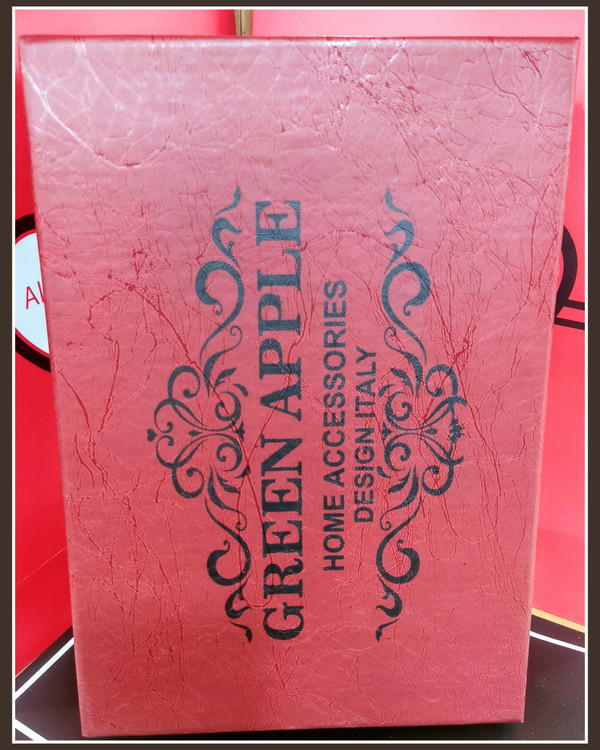 GREEN APPLE
HOME ACCESSORIES
DESIGN ITALY